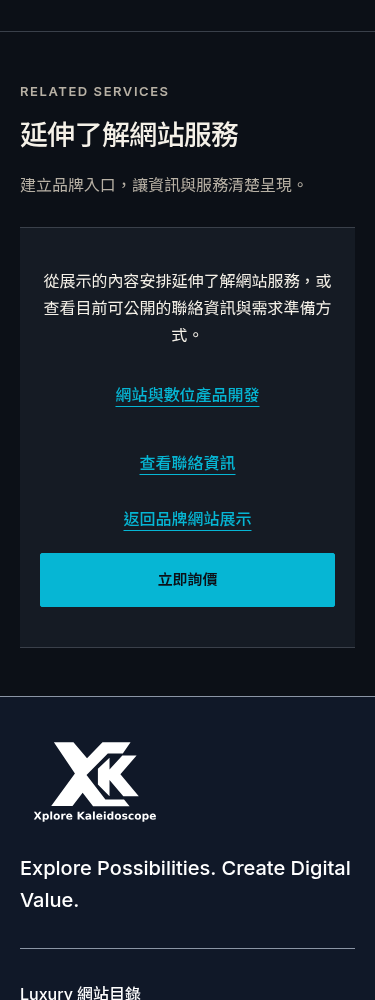 RELATED SERVICES
延伸了解網站服務
建立品牌入口，讓資訊與服務清楚呈現。
從展示的內容安排延伸了解網站服務，或
查看目前可公開的聯絡資訊與需求準備方
式。
網站與數位產品開發
查看聯絡資訊
返回品牌網站展示
立即詢價
XK
Xplore Kaleidoscope
Explore Possibilities. Create Digital
Value.
Luxury 網站目錄